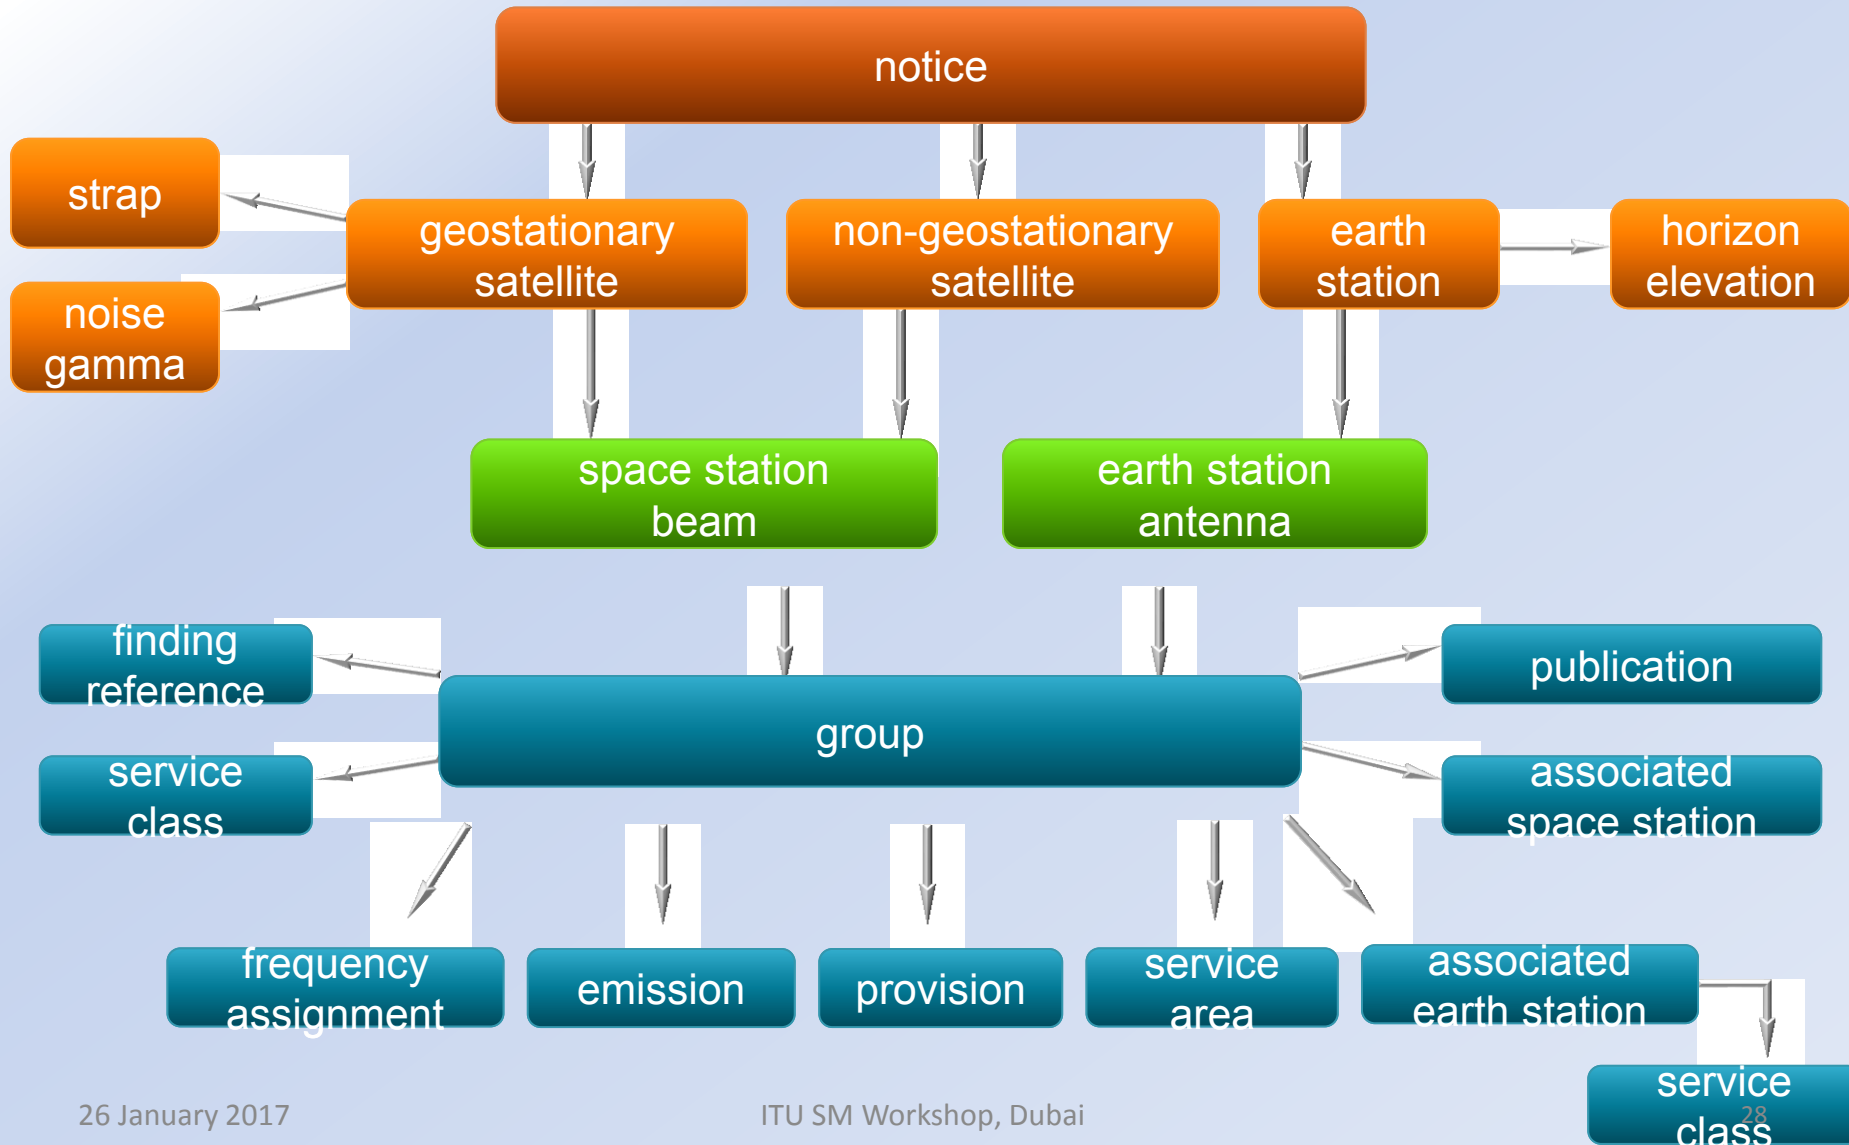 notice
strap
geostationary
satellite
non-geostationary
satellite
earth
station
horizon
elevation
noise
gamma
space station
beam
earth station
antenna
finding
reference
publication
group
service
class
associated
space station
frequency
assignment
emission
provision
service
area
associated
earth station
service
class
26 January 2017
ITU SM Workshop, Dubai
28